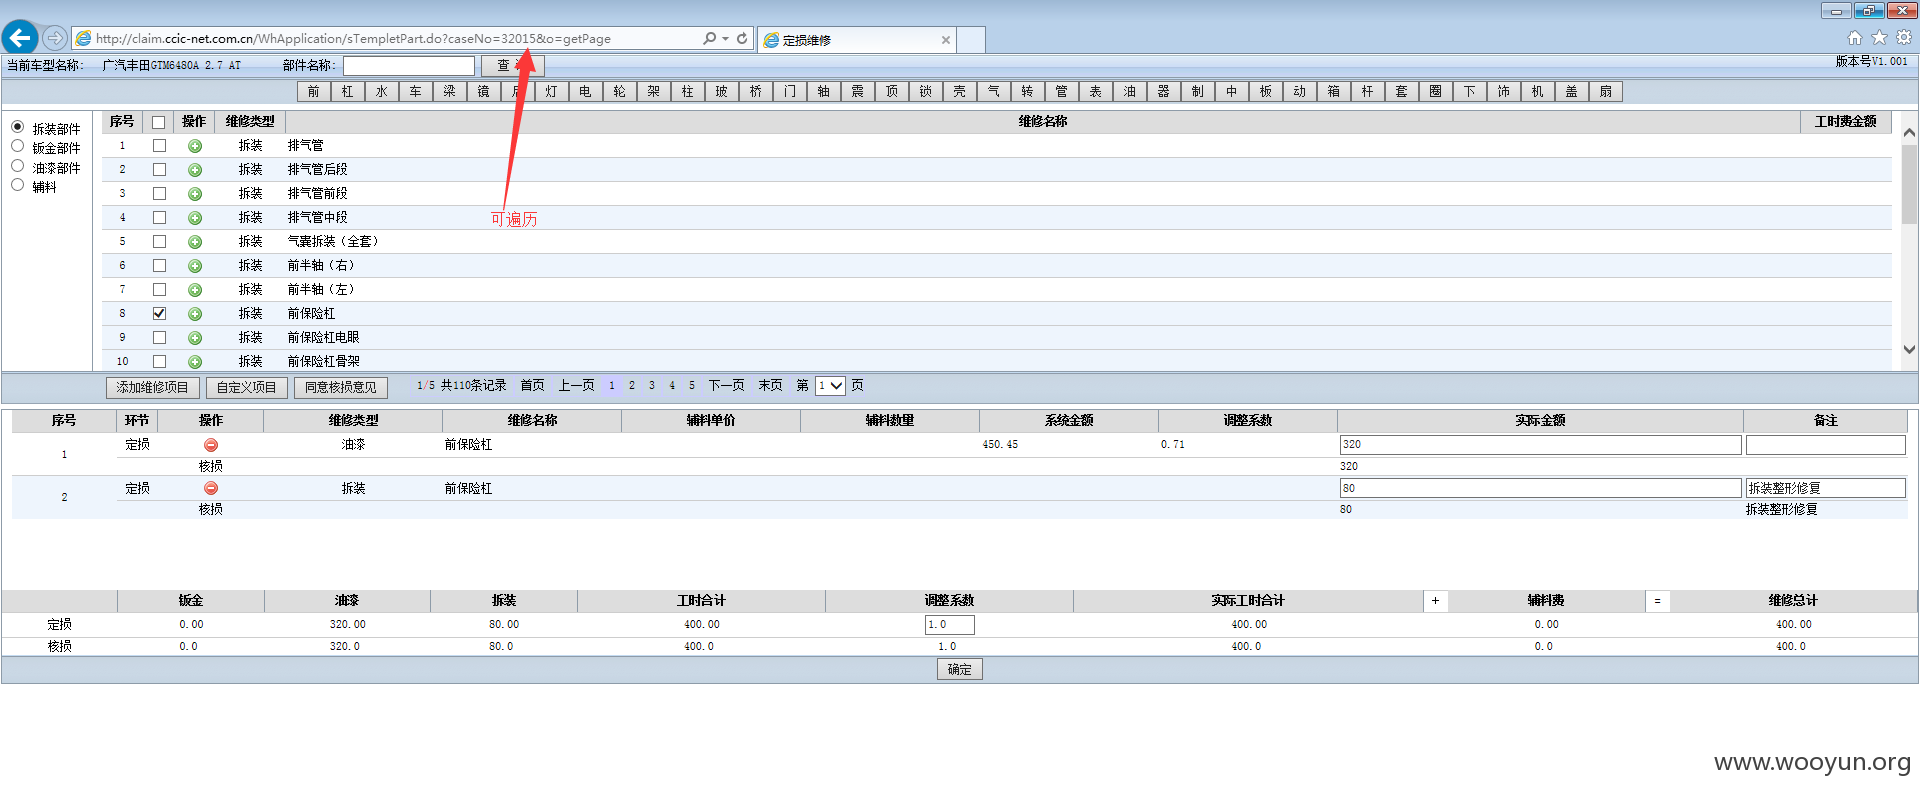 http://claim.ccic-net.com.cn/WhApplication/sTempletPart.do?caseNo=32015&o=getPage
定损维修
当前车型名称: 广汽丰田GTM6480A 2.7 AT 部件名称: 查
版本号V1.001
前 杠 水 车 梁 镜 后 灯 电 轮 架 柱 玻 桥 门 轴 震 顶 锁 壳 气 转 管 表 油 器 制 中 板 动 箱 杆 套 圈 下 饰 机 盖 扇
拆装部件
钣金部件
油漆部件
辅料
序号 操作 维修类型 维修名称 工时费金额
1 拆装 排气管
2 拆装 排气管后段
3 拆装 排气管前段
4 拆装 排气管中段
5 拆装 气囊拆装（全套）
6 拆装 前半轴（右）
7 拆装 前半轴（左）
8 拆装 前保险杠
9 拆装 前保险杠电眼
10 拆装 前保险杠骨架
可遍历
添加维修项目 自定义项目 同意核损意见 1/5 共110条记录 首页 上一页 1 2 3 4 5 下一页 末页 第 1 页
序号 环节 操作 维修类型 维修名称 辅料单价 辅料数量 系统金额 调整系数 实际金额 备注
1 定损 油漆 前保险杠 450.45 0.71 320
核损 320
2 定损 拆装 前保险杠 80 拆装整形修复
核损 80 拆装整形修复
钣金 油漆 拆装 工时合计 调整系数 实际工时合计 + 辅料费 = 维修总计
定损 0.00 320.00 80.00 400.00 1.0 400.00 0.00 400.00
核损 0.0 320.0 80.0 400.0 1.0 400.0 0.0 400.0
确定
www.wooyun.org